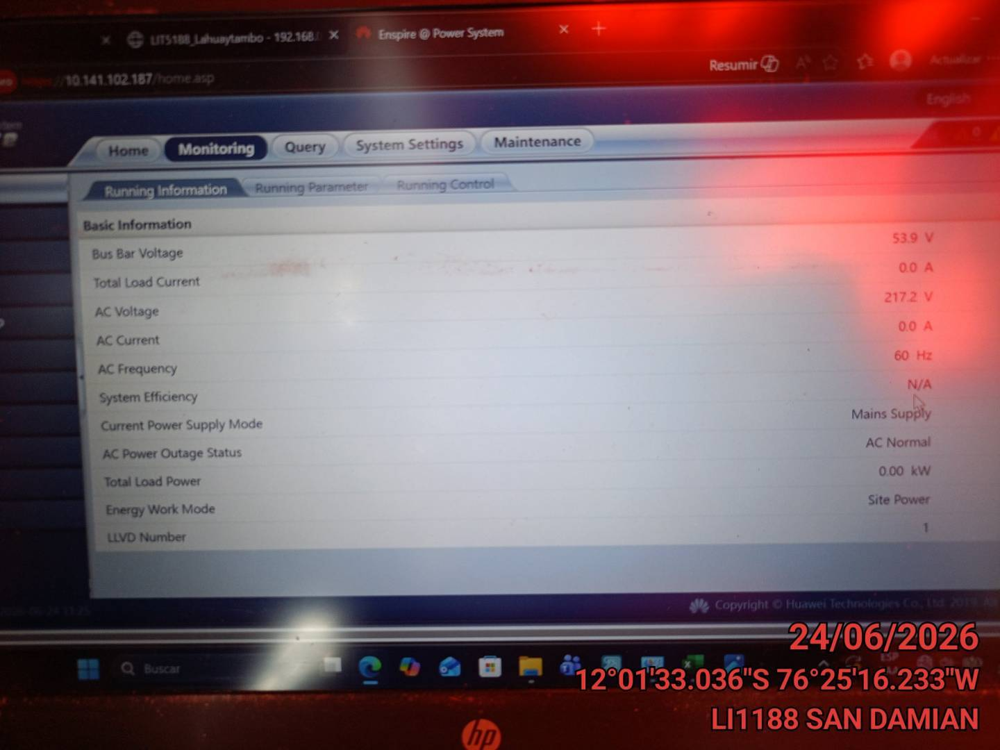 LIT5188_Lahuaytambo - 192.168.
Enspire @ Power System
10.141.102.187/home.asp
Resumir
Actualizar
English
Home
Monitoring
Query
System Settings
Maintenance
Running Information
Running Parameter
Running Control
Basic Information
Bus Bar Voltage 53.9 V
Total Load Current 0.0 A
AC Voltage 217.2 V
AC Current 0.0 A
AC Frequency 60 Hz
System Efficiency N/A
Current Power Supply Mode Mains Supply
AC Power Outage Status AC Normal
Total Load Power 0.00 kW
Energy Work Mode Site Power
LLVD Number 1
Copyright © Huawei Technologies Co., Ltd. 2019.
Buscar
ESP
24/06/2026
12°01'33.036"S 76°25'16.233"W
LI1188 SAN DAMIAN
hp